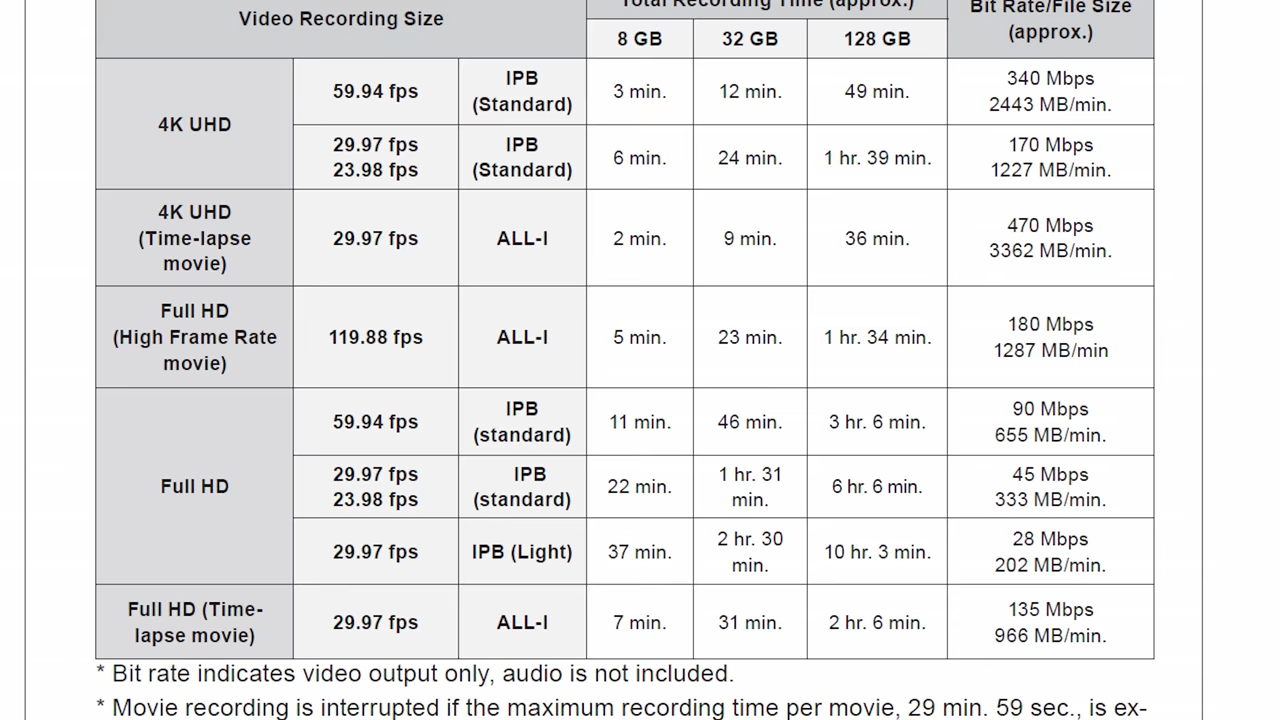 Total Recording Time (approx.)
Bit Rate/File Size
Video Recording Size
(approx.)
8 GB
32 GB
128 GB
4K UHD
59.94 fps
IPB
(Standard)
3 min.
12 min.
49 min.
340 Mbps
2443 MB/min.
29.97 fps
23.98 fps
IPB
(Standard)
6 min.
24 min.
1 hr. 39 min.
170 Mbps
1227 MB/min.
4K UHD
(Time-lapse
movie)
29.97 fps
ALL-I
2 min.
9 min.
36 min.
470 Mbps
3362 MB/min.
Full HD
(High Frame Rate
movie)
119.88 fps
ALL-I
5 min.
23 min.
1 hr. 34 min.
180 Mbps
1287 MB/min
Full HD
59.94 fps
IPB
(standard)
11 min.
46 min.
3 hr. 6 min.
90 Mbps
655 MB/min.
29.97 fps
23.98 fps
IPB
(standard)
22 min.
1 hr. 31
min.
6 hr. 6 min.
45 Mbps
333 MB/min.
29.97 fps
IPB (Light)
37 min.
2 hr. 30
min.
10 hr. 3 min.
28 Mbps
202 MB/min.
Full HD (Time-
lapse movie)
29.97 fps
ALL-I
7 min.
31 min.
2 hr. 6 min.
135 Mbps
966 MB/min.
* Bit rate indicates video output only, audio is not included.
* Movie recording is interrupted if the maximum recording time per movie, 29 min. 59 sec., is ex-